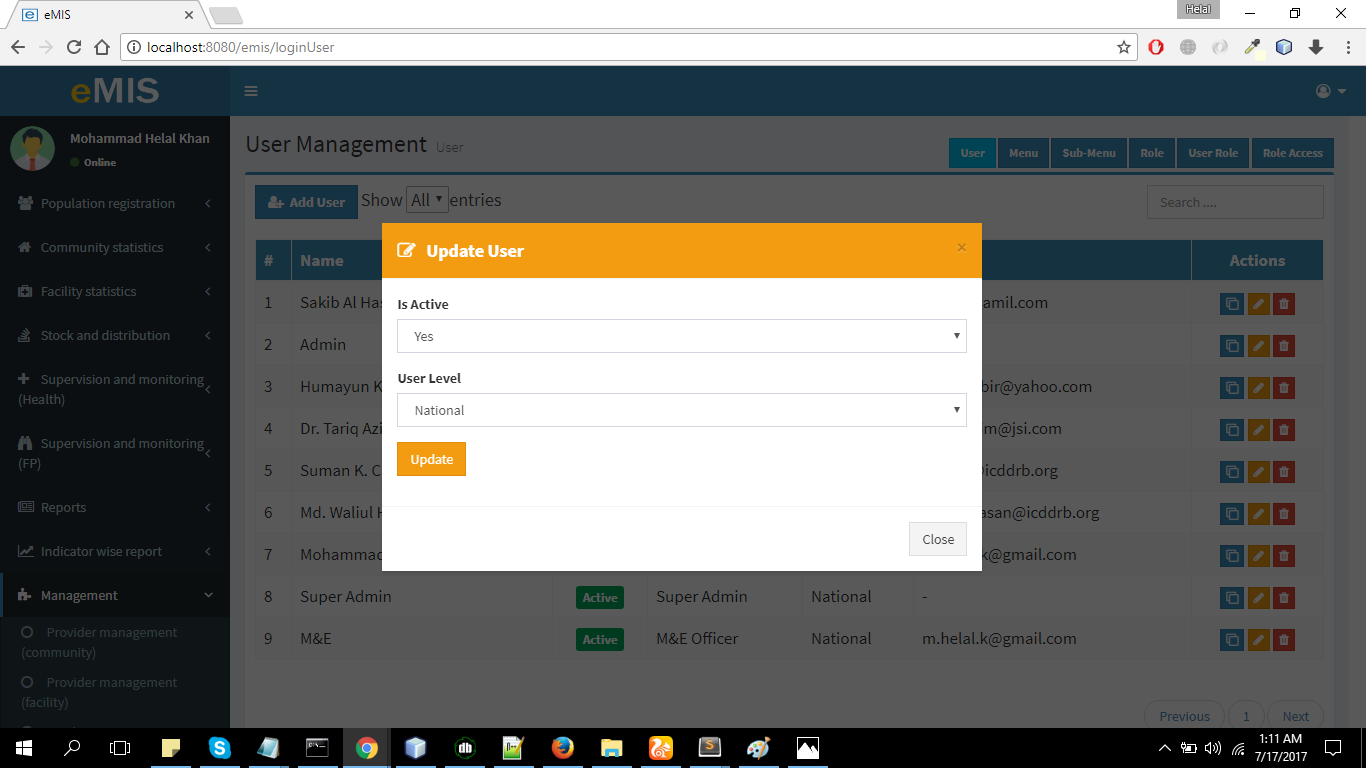 eMIS
Helal
localhost:8080/emis/loginUser
eMIS
Mohammad Helal Khan
Online
Population registration
Community statistics
Facility statistics
Stock and distribution
Supervision and monitoring
(Health)
Supervision and monitoring
(FP)
Reports
Indicator wise report
Management
Provider management
(community)
Provider management
(facility)
User Management User
User Menu Sub-Menu Role User Role Role Access
Add User Show All entries
Search ....
# Name Actions
Update User ×
Is Active
Yes
User Level
National
Update
Close
1 Sakib Al Has amil.com
2 Admin
3 Humayun K bir@yahoo.com
4 Dr. Tariq Azi m@jsi.com
5 Suman K. C @icddrb.org
6 Md. Waliul H asan@icddrb.org
7 Mohammad k@gmail.com
8 Super Admin Active Super Admin National -
9 M&E Active M&E Officer National m.helal.k@gmail.com
Previous 1 Next
1:11 AM
7/17/2017